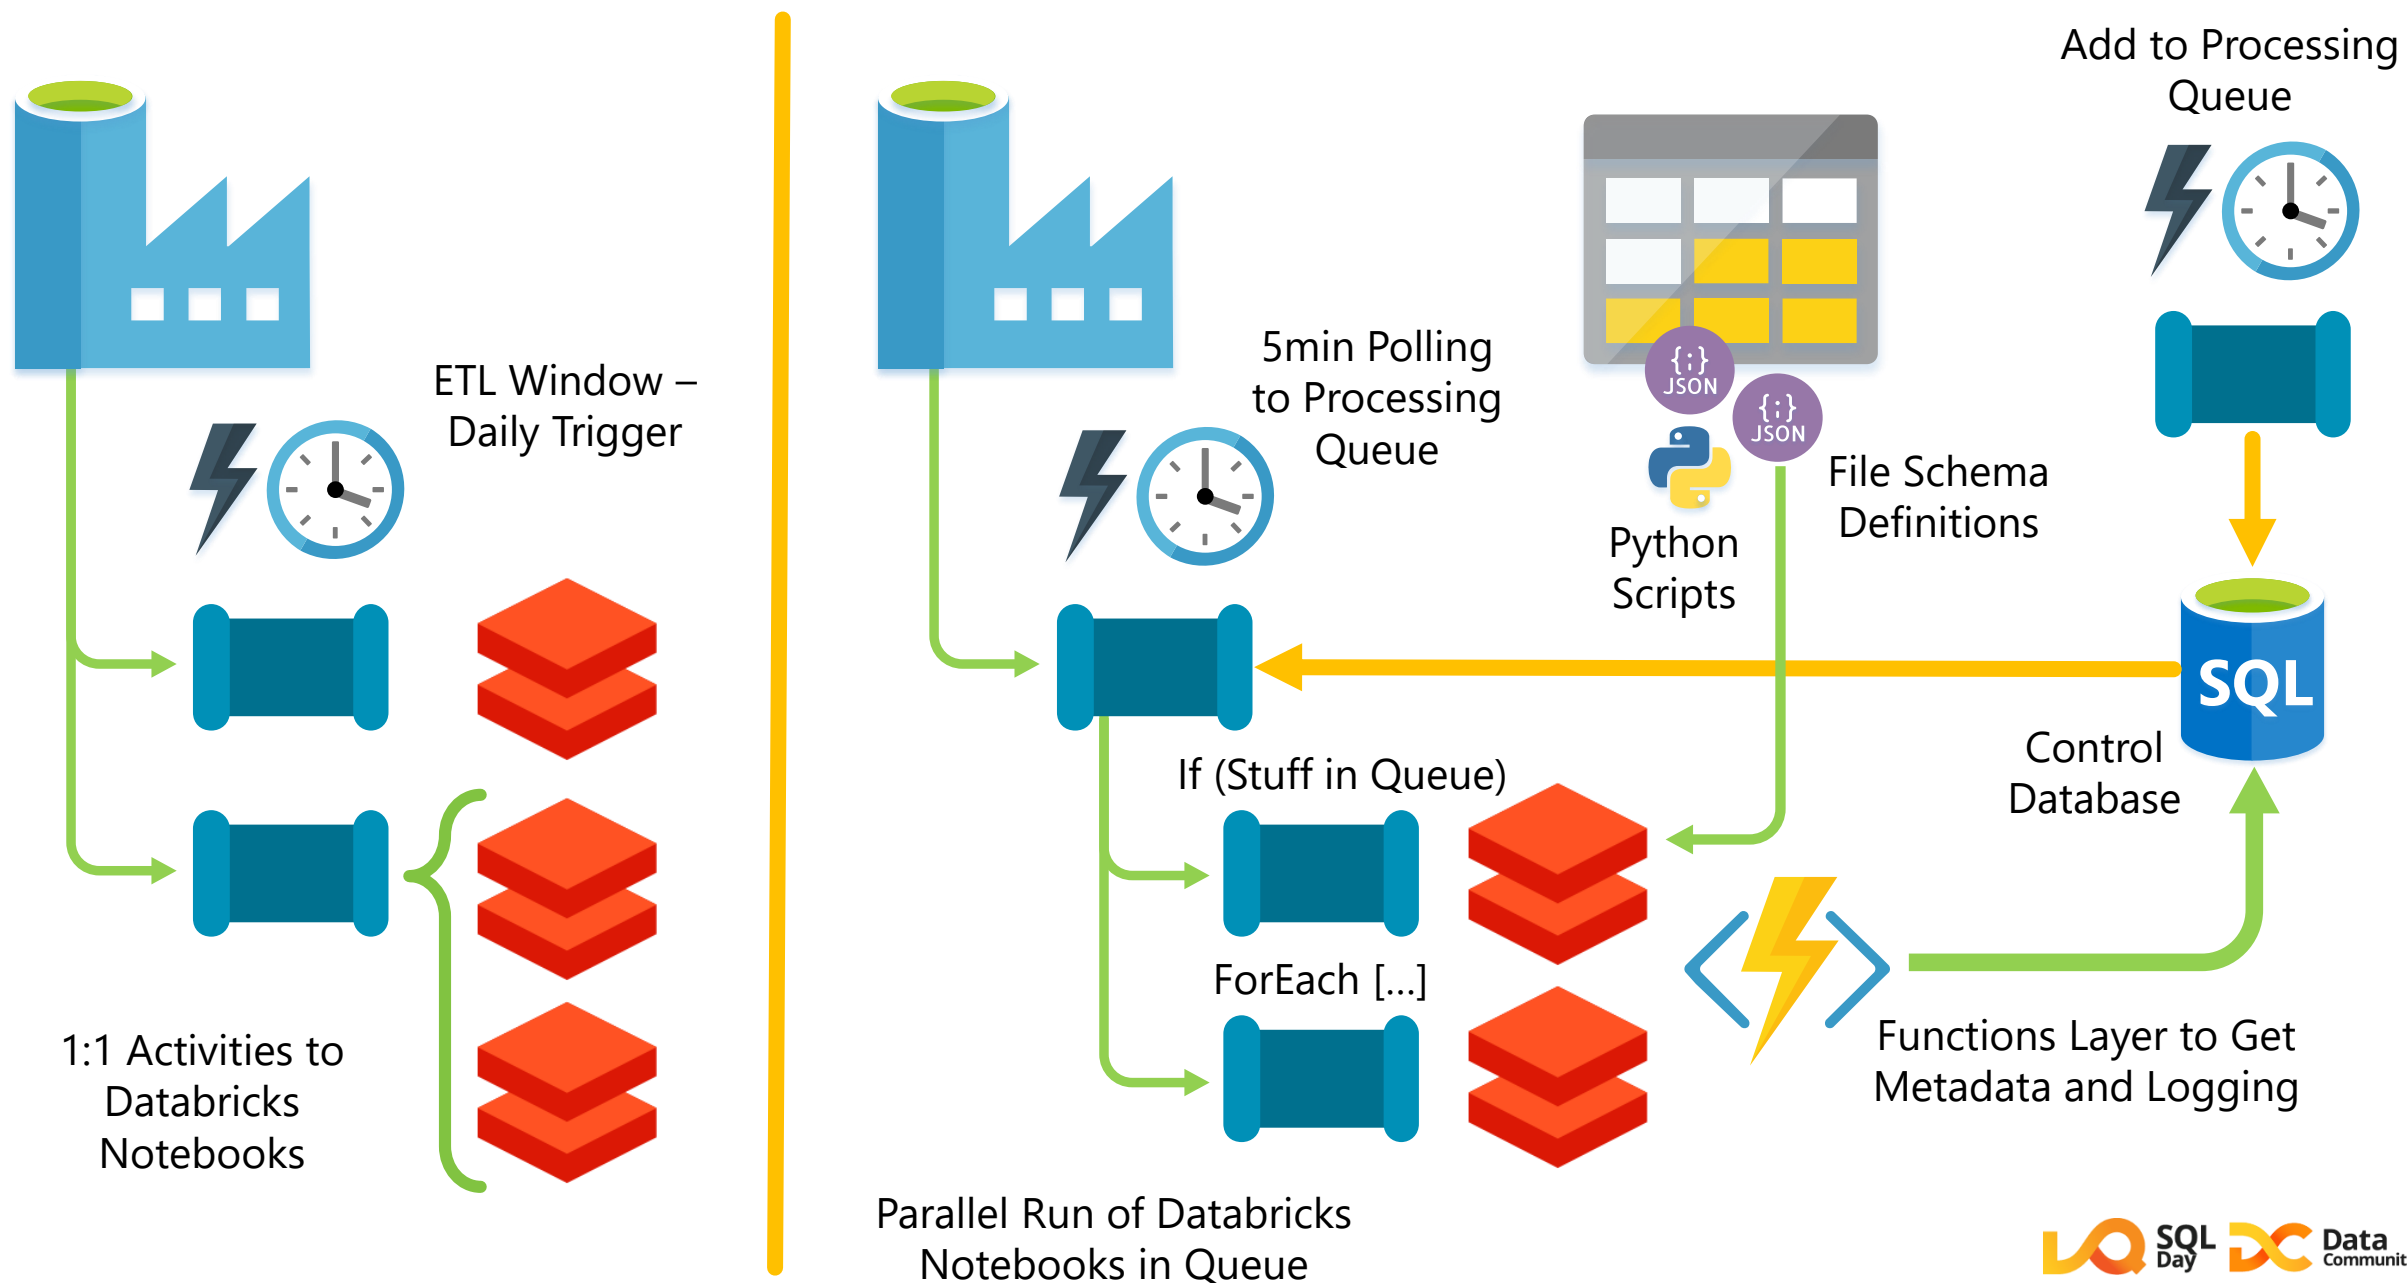 Add to Processing
Queue
ETL Window –
Daily Trigger
5min Polling
to Processing
Queue
{;}
JSON
{;}
JSON
File Schema
Definitions
Python
Scripts
SQL
Control
Database
If (Stuff in Queue)
ForEach [...]
1:1 Activities to
Databricks
Notebooks
Functions Layer to Get
Metadata and Logging
Parallel Run of Databricks
Notebooks in Queue
SQL
Day
Data
Communit